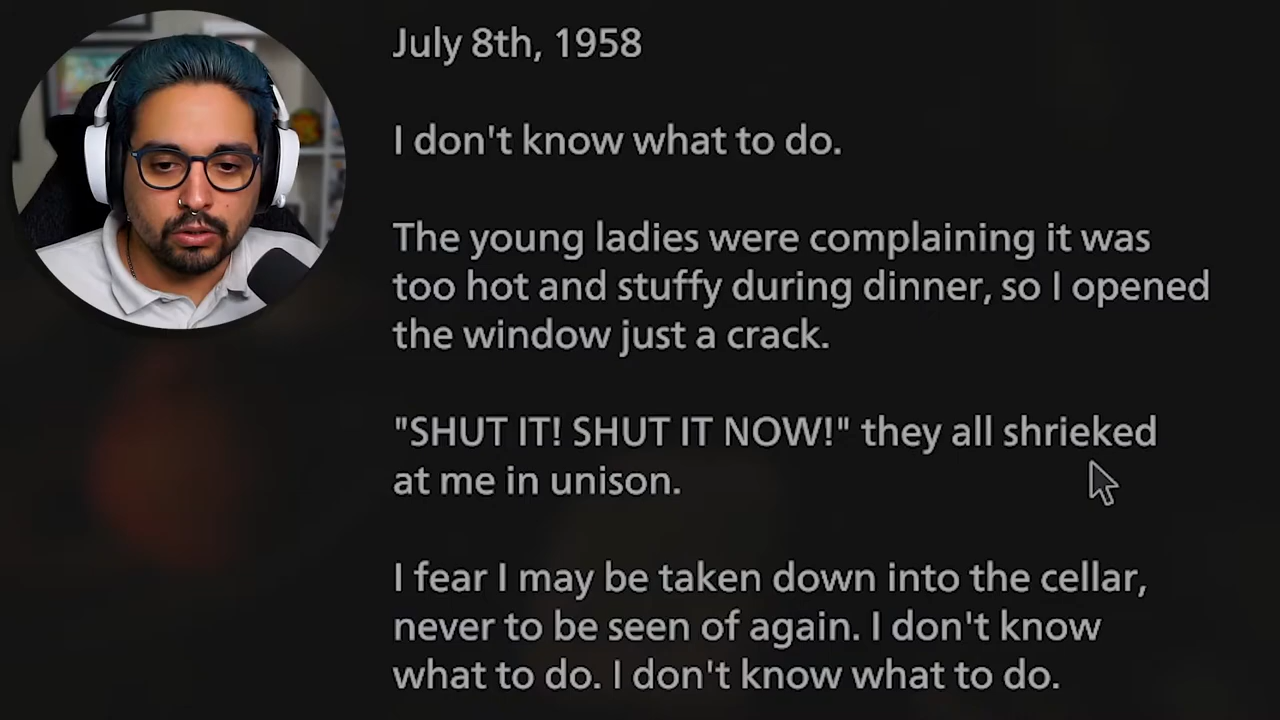 July 8th, 1958
I don't know what to do.
The young ladies were complaining it was
too hot and stuffy during dinner, so I opened
the window just a crack.
"SHUT IT! SHUT IT NOW!" they all shrieked
at me in unison.
I fear I may be taken down into the cellar,
never to be seen of again. I don't know
what to do. I don't know what to do.